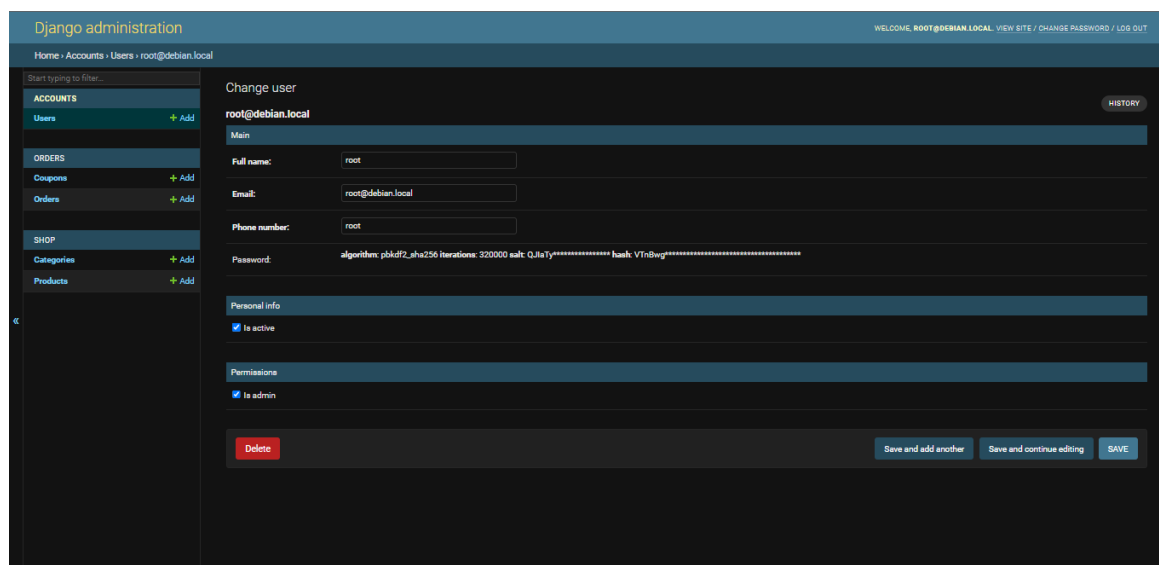 Django administration
WELCOME, ROOT@DEBIAN.LOCAL. VIEW SITE / CHANGE PASSWORD / LOG OUT
Home › Accounts › Users › root@debian.local
Start typing to filter...
ACCOUNTS
Users + Add
ORDERS
Coupons + Add
Orders + Add
SHOP
Categories + Add
Products + Add
«
Change user
HISTORY
root@debian.local
Main
Full name: root
Email: root@debian.local
Phone number: root
Password: algorithm: pbkdf2_sha256 iterations: 320000 salt: QJIaTy**************** hash: VTnBwg**************************************
Personal info
Is active
Permissions
Is admin
Delete
Save and add another Save and continue editing SAVE